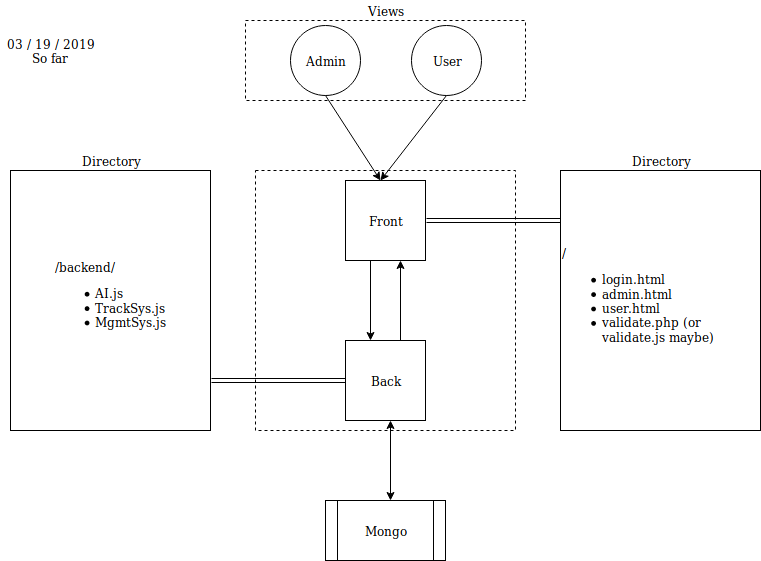 Views
03 / 19 / 2019
So far
Admin
User
Directory
Directory
Front
/backend/
AI.js
TrackSys.js
MgmtSys.js
/
login.html
admin.html
user.html
validate.php (or
validate.js maybe)
Back
Mongo